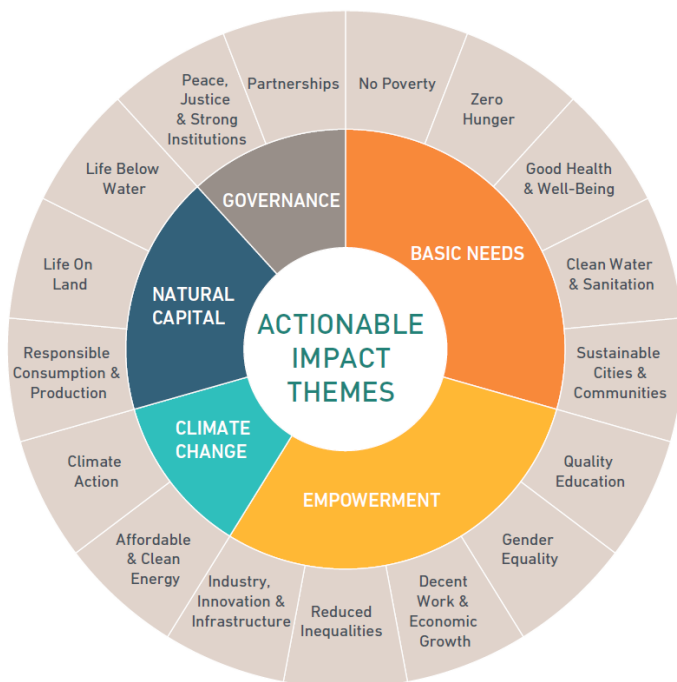 ACTIONABLE
IMPACT
THEMES
BASIC NEEDS
EMPOWERMENT
CLIMATE
CHANGE
NATURAL
CAPITAL
GOVERNANCE
No Poverty
Zero
Hunger
Good Health
& Well-Being
Clean Water
& Sanitation
Sustainable
Cities &
Communities
Quality
Education
Gender
Equality
Decent
Work &
Economic
Growth
Reduced
Inequalities
Industry,
Innovation &
Infrastructure
Affordable
& Clean
Energy
Climate
Action
Responsible
Consumption &
Production
Life On
Land
Life Below
Water
Peace,
Justice
& Strong
Institutions
Partnerships